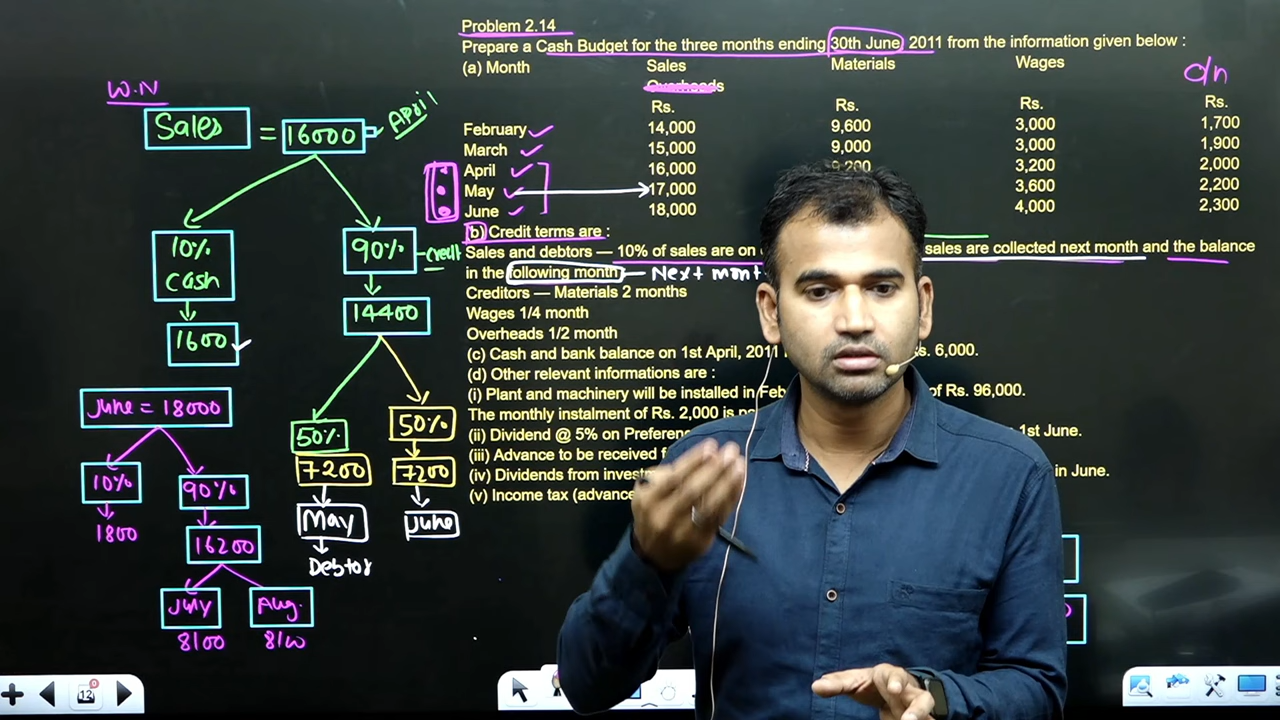 Problem 2.14
Prepare a Cash Budget for the three months ending 30th June, 2011 from the information given below :
(a) Month Sales Materials Wages O/H
Overheads
Rs. Rs. Rs. Rs.
February 14,000 9,600 3,000 1,700
March 15,000 9,000 3,000 1,900
April 16,000 9,200 3,200 2,000
May 17,000 3,600 2,200
June 18,000 4,000 2,300
(b) Credit terms are :
Sales and debtors — 10% of sales are on sales are collected next month and the balance
in the following month — Next mont
Creditors — Materials 2 months
Wages 1/4 month
Overheads 1/2 month
(c) Cash and bank balance on 1st April, 2011 s. 6,000.
(d) Other relevant informations are :
(i) Plant and machinery will be installed in Feb of Rs. 96,000.
The monthly instalment of Rs. 2,000 is
(ii) Dividend @ 5% on Preferen 1st June.
(iii) Advance to be received
(iv) Dividends from investm in June.
(v) Income tax (advance
W.N
Sales = 16000 April
10% cash
90% credit
1600
14400
50% 50%
7200 7200
May June
Debtor
June = 18000
10% 90%
1800
16200
July Aug.
8100 8100
12